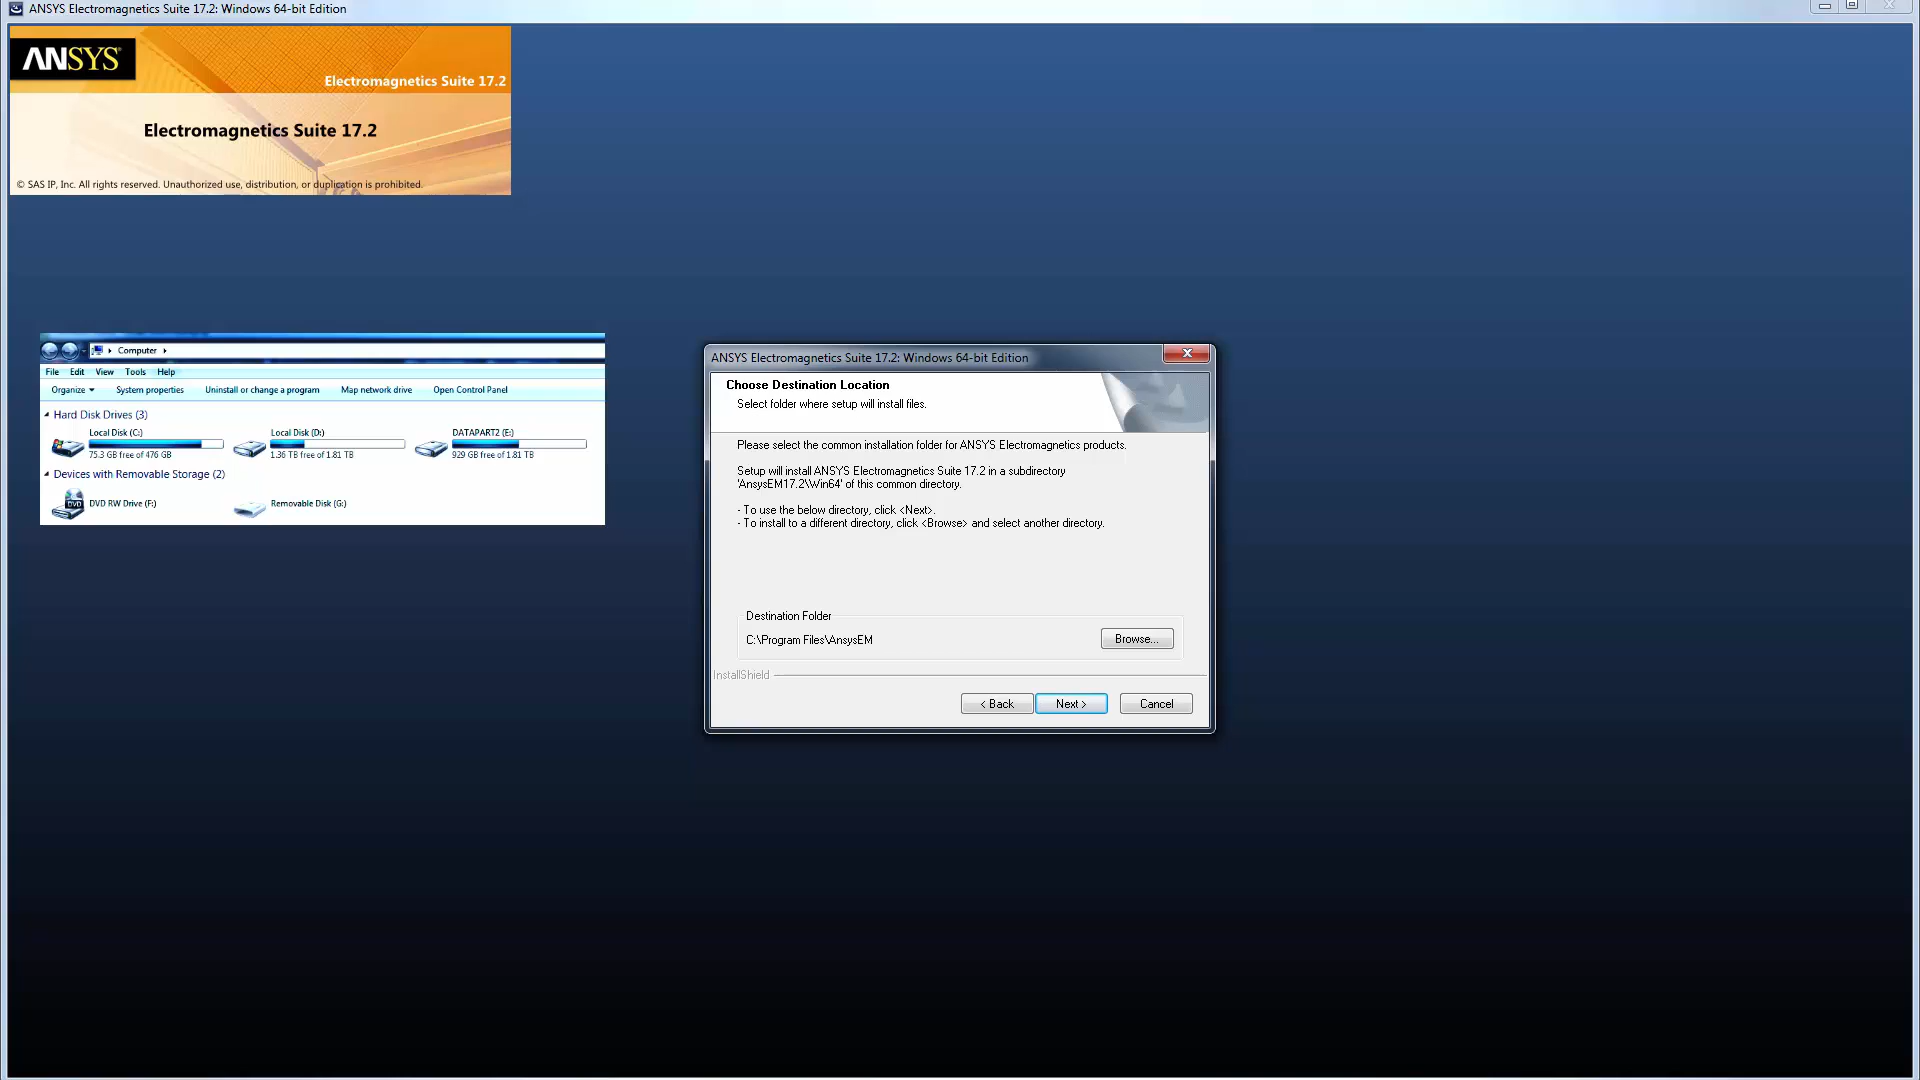 ANSYS Electromagnetics Suite 17.2: Windows 64-bit Edition
ANSYS
Electromagnetics Suite 17.2
Electromagnetics Suite 17.2
© SAS IP, Inc. All rights reserved. Unauthorized use, distribution, or duplication is prohibited.
Computer
File Edit View Tools Help
Organize System properties Uninstall or change a program Map network drive Open Control Panel
Hard Disk Drives (3)
Local Disk (C:) Local Disk (D:) DATAPART2 (E:)
75.3 GB free of 476 GB 1.36 TB free of 1.81 TB 929 GB free of 1.81 TB
Devices with Removable Storage (2)
DVD DVD RW Drive (F:) Removable Disk (G:)
ANSYS Electromagnetics Suite 17.2: Windows 64-bit Edition
Choose Destination Location
Select folder where setup will install files.
Please select the common installation folder for ANSYS Electromagnetics products.
Setup will install ANSYS Electromagnetics Suite 17.2 in a subdirectory
'AnsysEM17.2\Win64' of this common directory.
- To use the below directory, click <Next>.
- To install to a different directory, click <Browse> and select another directory.
Destination Folder
C:\Program Files\AnsysEM Browse...
InstallShield
< Back Next > Cancel